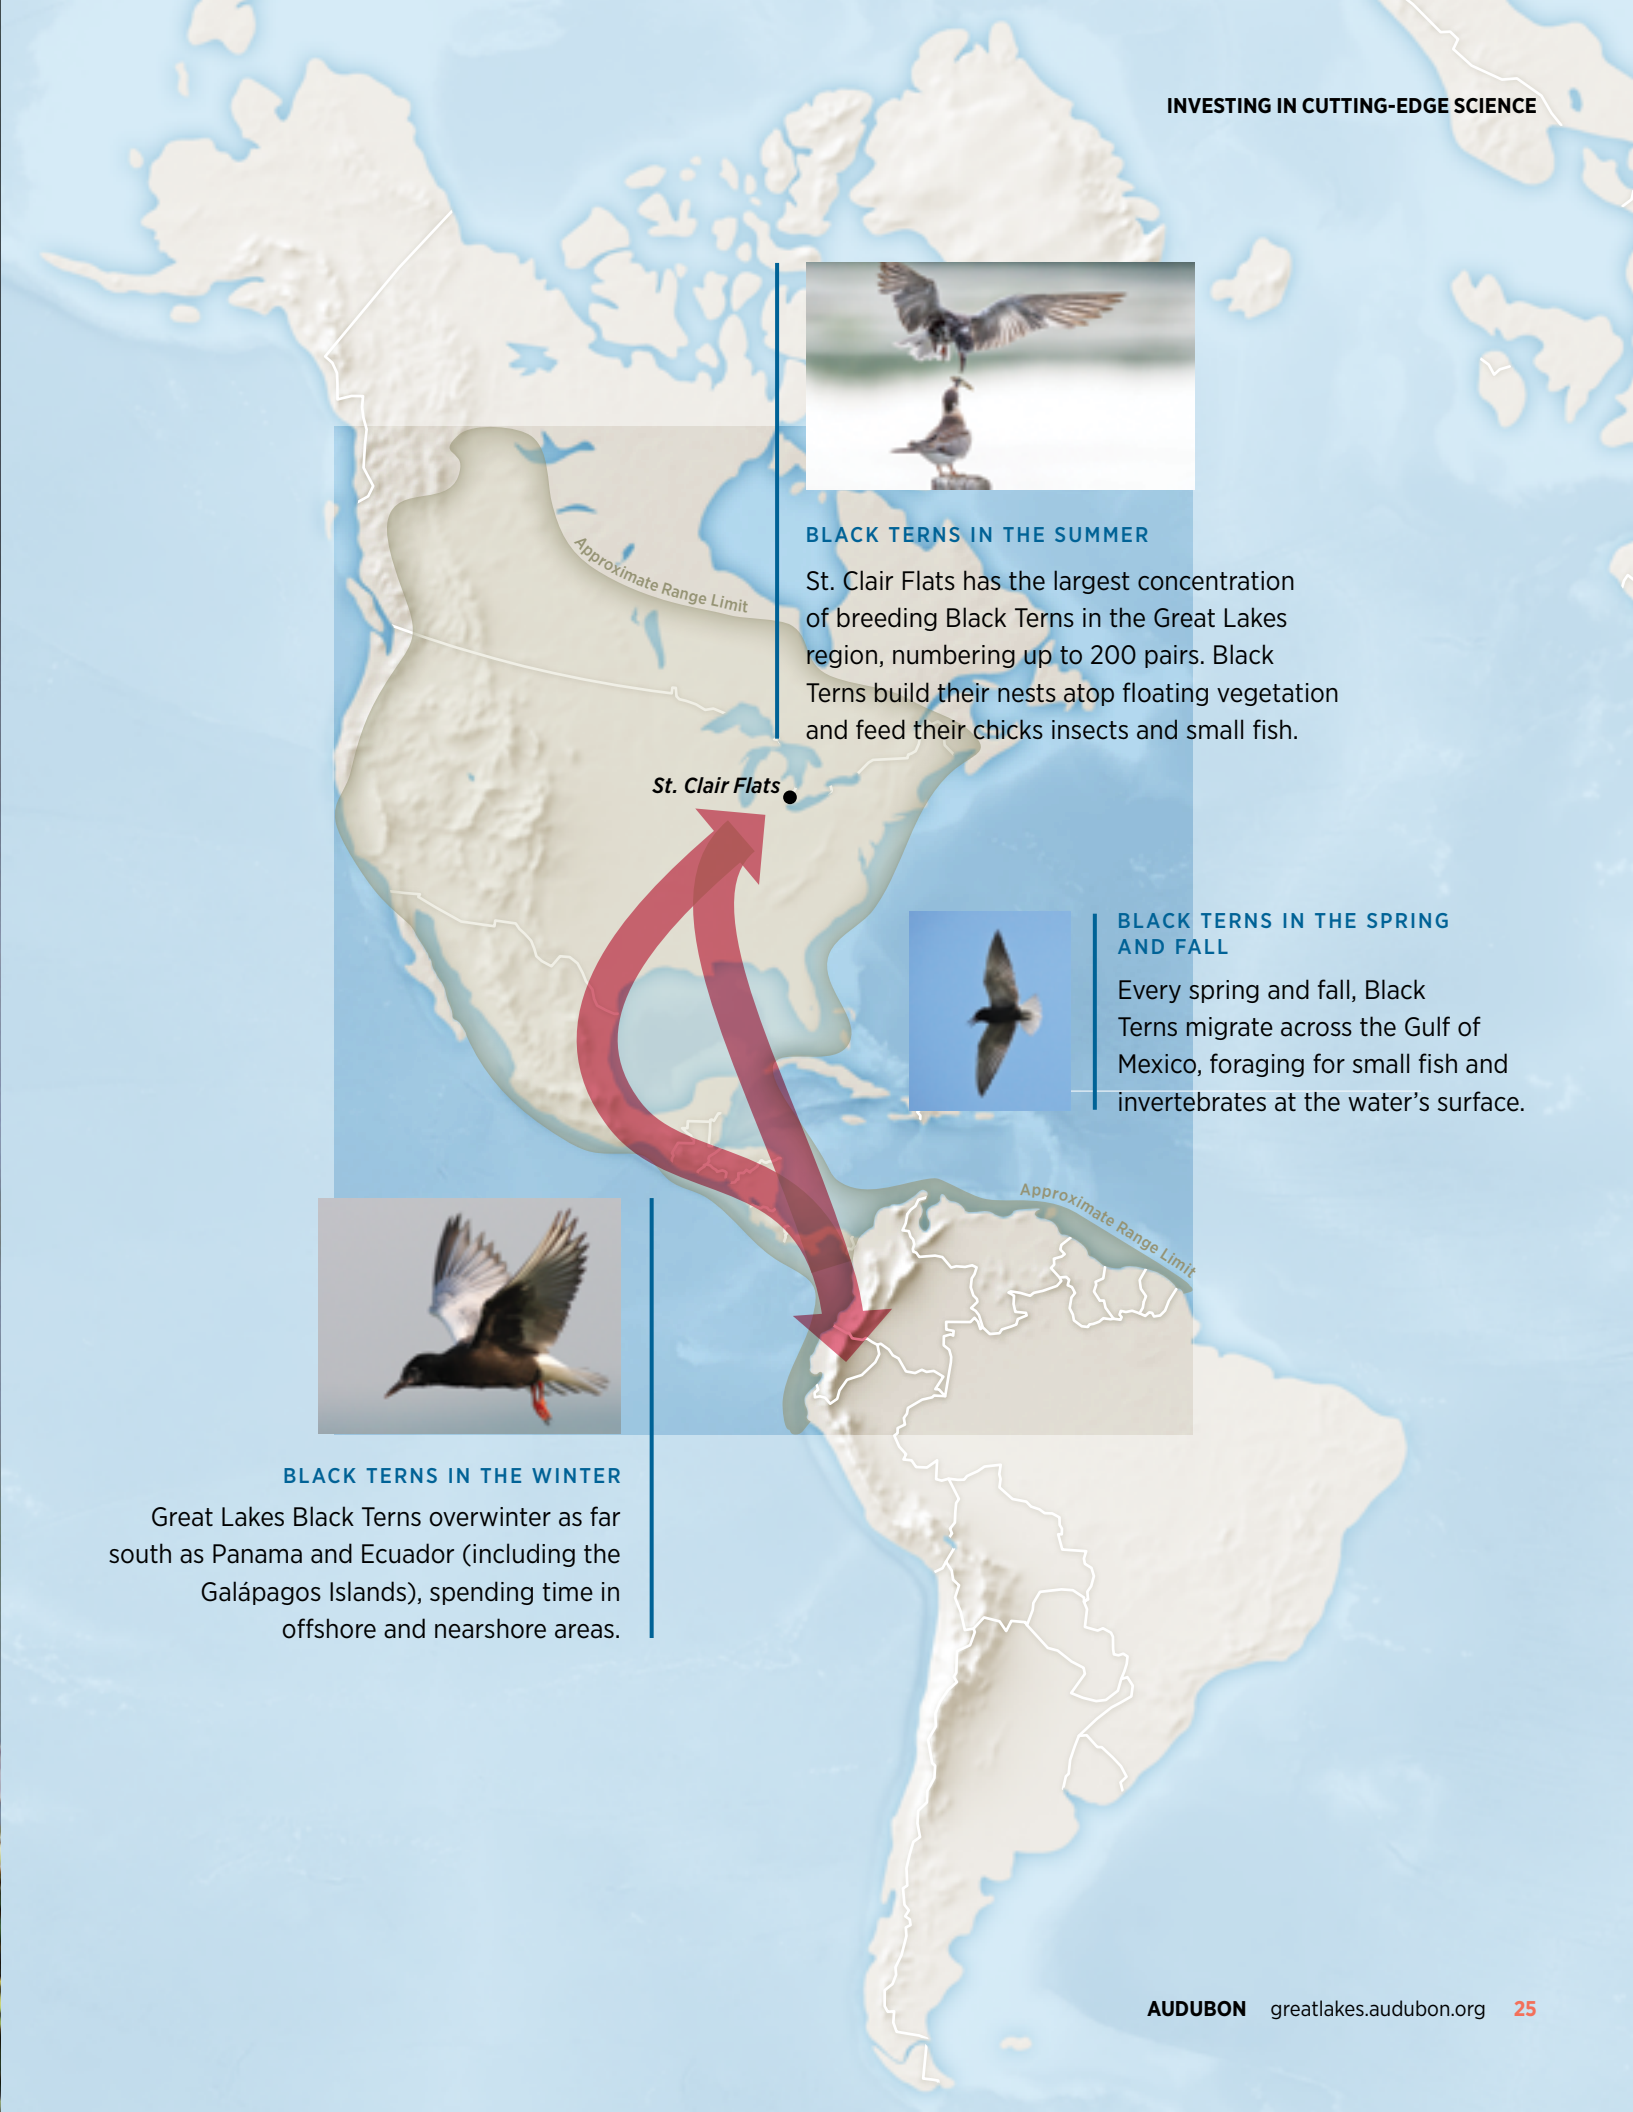 INVESTING IN CUTTING-EDGE SCIENCE
BLACK TERNS IN THE SUMMER
St. Clair Flats has the largest concentration
of breeding Black Terns in the Great Lakes
region, numbering up to 200 pairs. Black
Terns build their nests atop floating vegetation
and feed their chicks insects and small fish.
Approximate Range Limit
St. Clair Flats
BLACK TERNS IN THE SPRING
AND FALL
Every spring and fall, Black
Terns migrate across the Gulf of
Mexico, foraging for small fish and
invertebrates at the water’s surface.
Approximate Range Limit
BLACK TERNS IN THE WINTER
Great Lakes Black Terns overwinter as far
south as Panama and Ecuador (including the
Galápagos Islands), spending time in
offshore and nearshore areas.
AUDUBON greatlakes.audubon.org 25